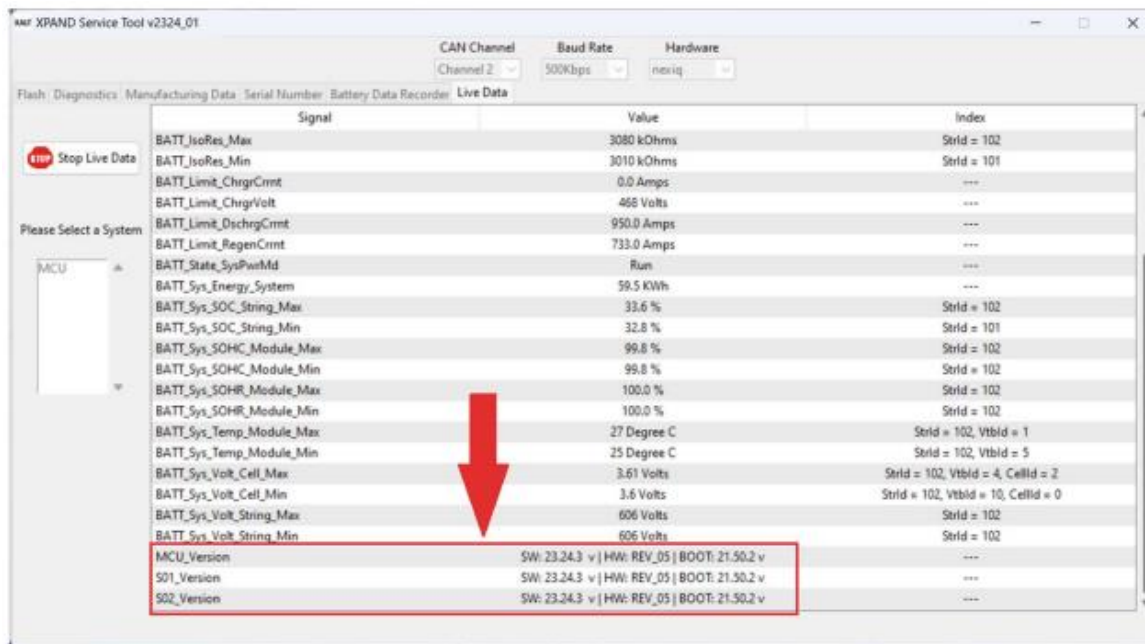 XPAND Service Tool v2324_01
CAN Channel Baud Rate Hardware
Channel 2 500Kbps nexiq
Flash Diagnostics Manufacturing Data Serial Number Battery Data Recorder Live Data
Signal Value Index
BATT_IsoRes_Max 3080 kOhms StrId = 102
STOP Stop Live Data
BATT_IsoRes_Min 3010 kOhms StrId = 101
BATT_Limit_ChrgrCrrnt 0.0 Amps ---
BATT_Limit_ChrgrVolt 468 Volts ---
Please Select a System
BATT_Limit_DschrgCrrnt 950.0 Amps ---
BATT_Limit_RegenCrrnt 733.0 Amps ---
MCU
BATT_State_SysPwrMd Run ---
BATT_Sys_Energy_System 59.5 KWh ---
BATT_Sys_SOC_String_Max 33.6 % StrId = 102
BATT_Sys_SOC_String_Min 32.8 % StrId = 101
BATT_Sys_SOHC_Module_Max 99.8 % StrId = 102
BATT_Sys_SOHC_Module_Min 99.8 % StrId = 102
BATT_Sys_SOHR_Module_Max 100.0 % StrId = 102
BATT_Sys_SOHR_Module_Min 100.0 % StrId = 102
BATT_Sys_Temp_Module_Max 27 Degree C StrId = 102, VtbId = 1
BATT_Sys_Temp_Module_Min 25 Degree C StrId = 102, VtbId = 5
BATT_Sys_Volt_Cell_Max 3.61 Volts StrId = 102, VtbId = 4, CellId = 2
BATT_Sys_Volt_Cell_Min 3.6 Volts StrId = 102, VtbId = 10, CellId = 0
BATT_Sys_Volt_String_Max 606 Volts StrId = 102
BATT_Sys_Volt_String_Min 606 Volts StrId = 102
MCU_Version SW: 23.24.3 v | HW: REV_05 | BOOT: 21.50.2 v ---
S01_Version SW: 23.24.3 v | HW: REV_05 | BOOT: 21.50.2 v ---
S02_Version SW: 23.24.3 v | HW: REV_05 | BOOT: 21.50.2 v ---